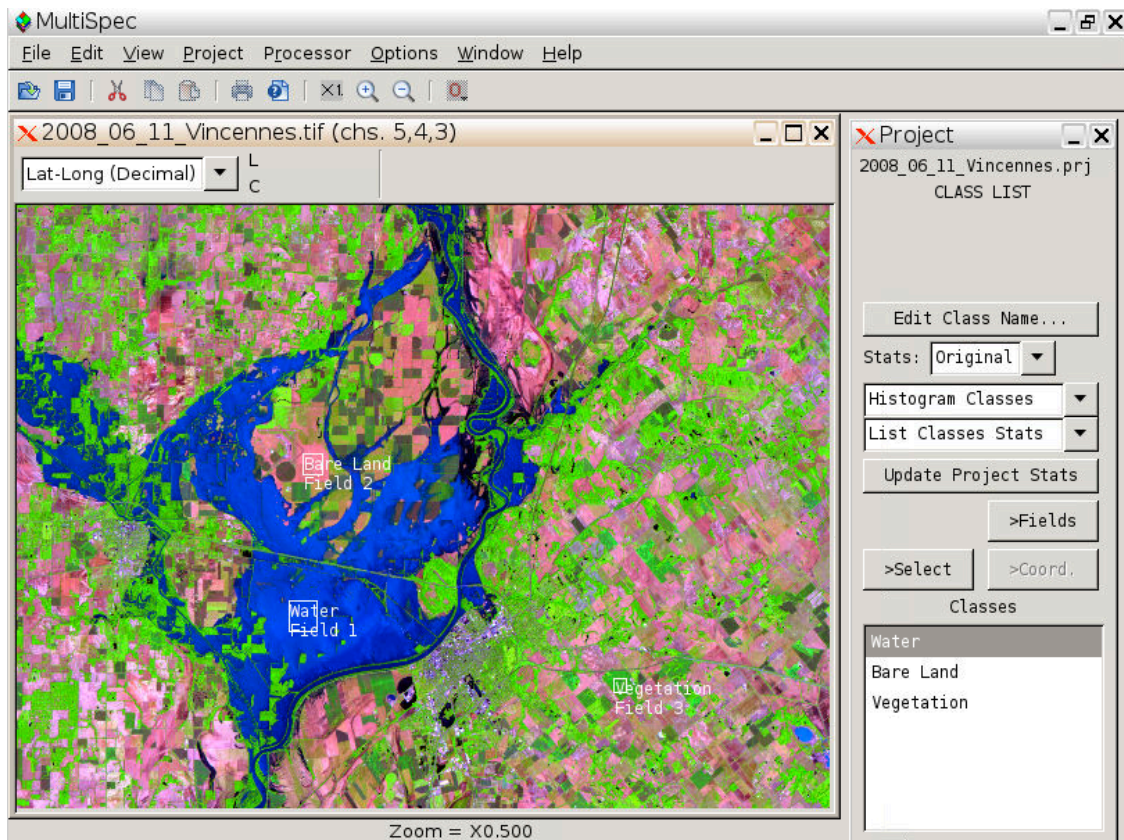 MultiSpec
File Edit View Project Processor Options Window Help
X1
2008_06_11_Vincennes.tif (chs. 5,4,3)
Lat-Long (Decimal)
L
C
Bare Land
Field 2
Water
Field 1
Vegetation
Field 3
Zoom = X0.500
Project
2008_06_11_Vincennes.prj
CLASS LIST
Edit Class Name...
Stats: Original
Histogram Classes
List Classes Stats
Update Project Stats
>Fields
>Select >Coord.
Classes
Water
Bare Land
Vegetation